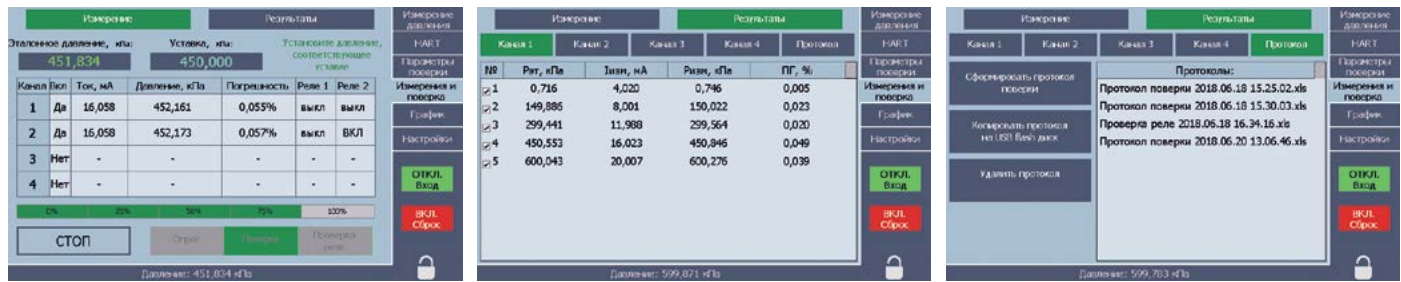 Измерение Результаты
Эталонное давление, кПа: Уставка, кПа: Установите давление, соответствующее уставке
451,834 450,000
Канал Вкл Ток, мА Давление, кПа Погрешность Реле 1 Реле 2
1 Да 16,058 452,161 0,055% выкл выкл
2 Да 16,058 452,173 0,057% выкл ВКЛ
3 Нет - - - - -
4 Нет - - - - -
0% 25% 50% 75% 100%
СТОП Опрос Поверка Проверка реле
Давление: 451,834 кПа
Измерение давления
HART
Параметры поверки
Измерения и поверка
График
Настройки
ОТКЛ. Вход
ВКЛ. Сброс
Измерение Результаты
Канал 1 Канал 2 Канал 3 Канал 4 Протокол
№ Рэт, кПа Iизм, мА Ризм, кПа ПГ, %
1 0,716 4,020 0,746 0,005
2 149,886 8,001 150,022 0,023
3 299,441 11,988 299,564 0,020
4 450,553 16,023 450,846 0,049
5 600,043 20,007 600,276 0,039
Давление: 599,871 кПа
Измерение давления
HART
Параметры поверки
Измерения и поверка
График
Настройки
ОТКЛ. Вход
ВКЛ. Сброс
Измерение Результаты
Канал 1 Канал 2 Канал 3 Канал 4 Протокол
Сформировать протокол поверки
Копировать протокол на USB flash диск
Удалить протокол
Протоколы:
Протокол поверки 2018.06.18 15.25.02.xls
Протокол поверки 2018.06.18 15.30.03.xls
Проверка реле 2018.06.18 16.34.16.xls
Протокол поверки 2018.06.20 13.06.46.xls
Давление: 599,783 кПа
Измерение давления
HART
Параметры поверки
Измерения и поверка
График
Настройки
ОТКЛ. Вход
ВКЛ. Сброс